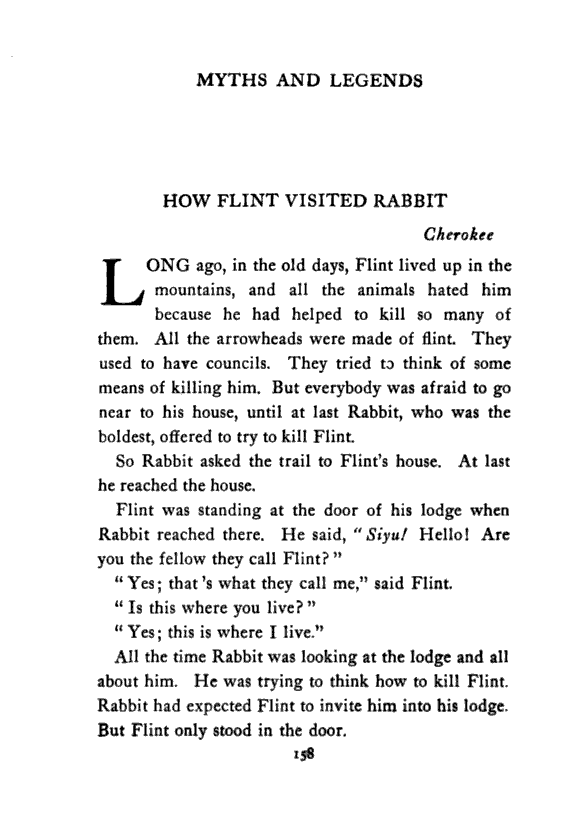 MYTHS AND LEGENDS
HOW FLINT VISITED RABBIT
Cherokee
LONG ago, in the old days, Flint lived up in the
mountains, and all the animals hated him
because he had helped to kill so many of
them. All the arrowheads were made of flint. They
used to have councils. They tried to think of some
means of killing him. But everybody was afraid to go
near to his house, until at last Rabbit, who was the
boldest, offered to try to kill Flint.
So Rabbit asked the trail to Flint's house. At last
he reached the house.
Flint was standing at the door of his lodge when
Rabbit reached there. He said, "Siyu! Hello! Are
you the fellow they call Flint?"
"Yes; that's what they call me," said Flint.
"Is this where you live?"
"Yes; this is where I live."
All the time Rabbit was looking at the lodge and all
about him. He was trying to think how to kill Flint.
Rabbit had expected Flint to invite him into his lodge.
But Flint only stood in the door.
158